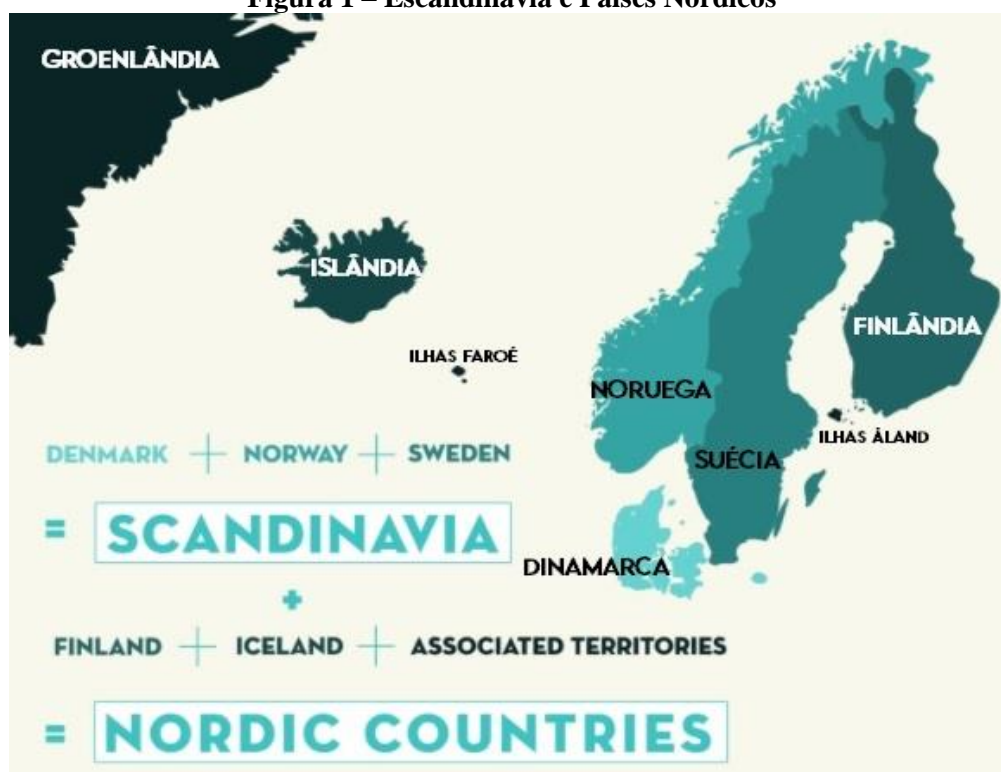 Figura 1 – Escandinávia e Países Nórdicos
GROENLÂNDIA
ISLÂNDIA
ILHAS FAROÉ
FINLÂNDIA
NORUEGA
ILHAS ÅLAND
SUÉCIA
DINAMARCA
DENMARK + NORWAY + SWEDEN
= SCANDINAVIA
+
FINLAND + ICELAND + ASSOCIATED TERRITORIES
= NORDIC COUNTRIES